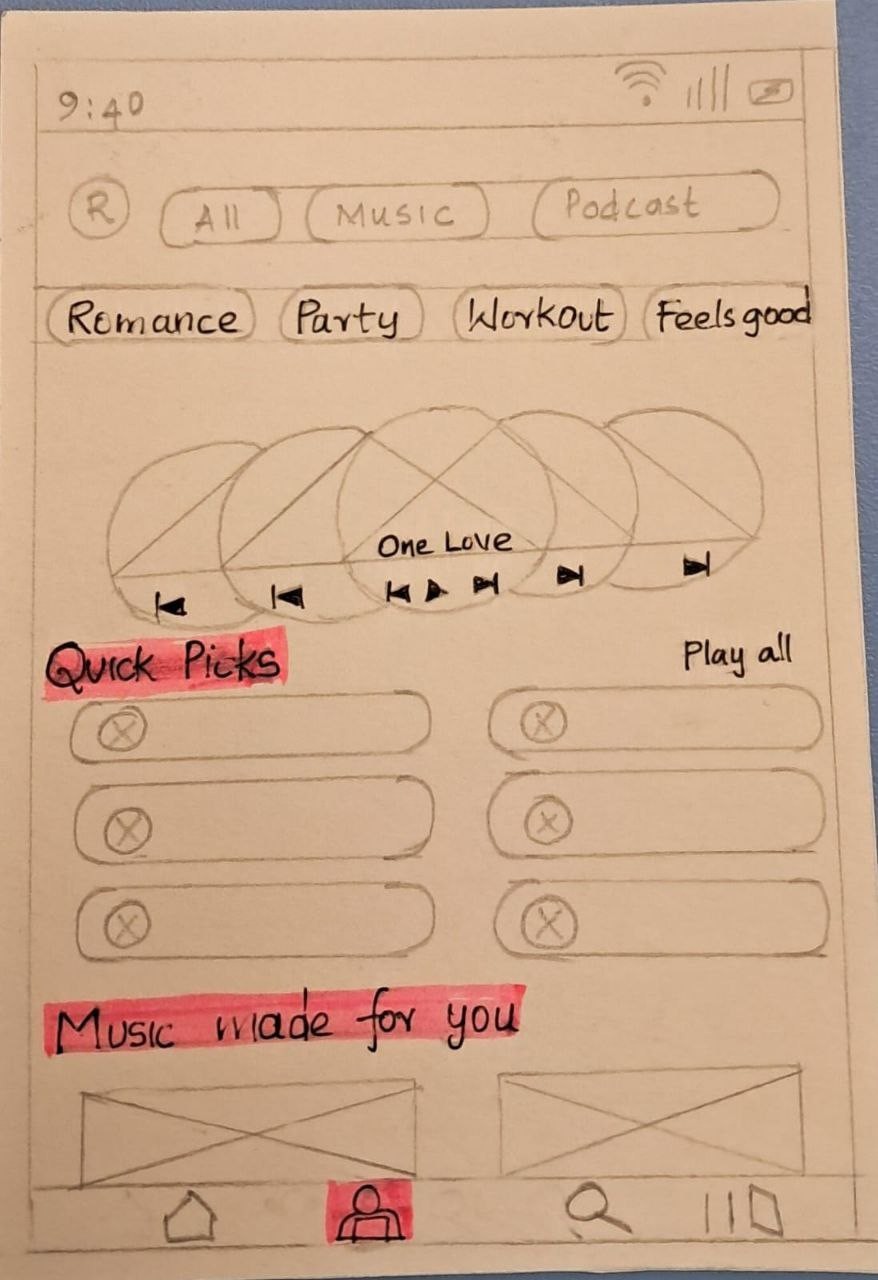 9:40
R All Music Podcast
Romance Party Workout Feels good
One Love
Quick Picks Play all
Music made for you